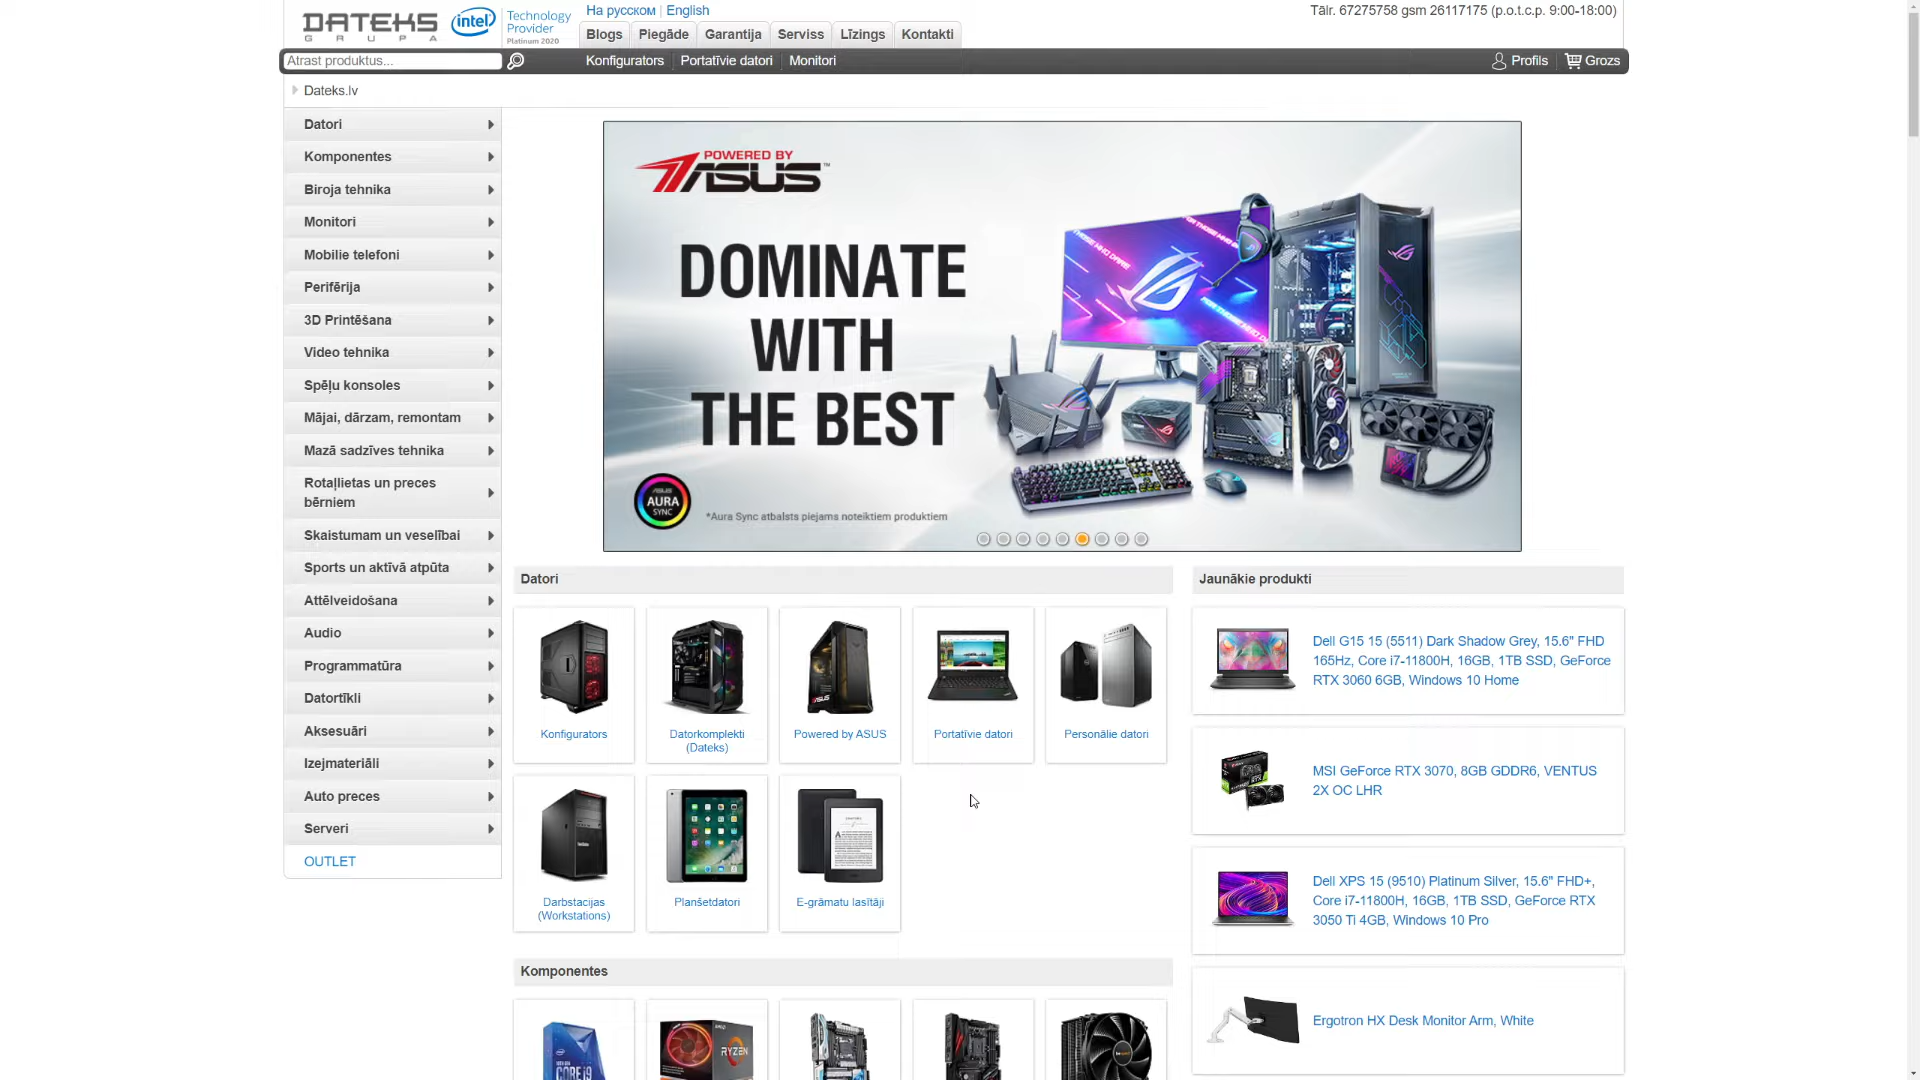 DATEKS
GRUPA
intel
Technology
Provider
Platinum 2020
На русском | English
Tālr. 67275758 gsm 26117175 (p.o.t.c.p. 9:00-18:00)
Blogs Piegāde Garantija Serviss Līzings Kontakti
Atrast produktus...
Konfigurators Portatīvie datori Monitori
Profils Grozs
Dateks.lv
Datori
Komponentes
Biroja tehnika
Monitori
Mobilie telefoni
Perifērija
3D Printēšana
Video tehnika
Spēļu konsoles
Mājai, dārzam, remontam
Mazā sadzīves tehnika
Rotaļlietas un preces
bērniem
Skaistumam un veselībai
Sports un aktīvā atpūta
Attēlveidošana
Audio
Programmatūra
Datortīkli
Aksesuāri
Izejmateriāli
Auto preces
Serveri
OUTLET
POWERED BY
ASUS
DOMINATE
WITH
THE BEST
ASUS
AURA
SYNC
*Aura Sync atbalsts piejams noteiktiem produktiem
Datori
Konfigurators
Datorkomplekti
(Dateks)
Powered by ASUS
Portatīvie datori
Personālie datori
Darbstacijas
(Workstations)
Planšetdatori
E-grāmatu lasītāji
Komponentes
CORE i9
RYZEN
Jaunākie produkti
Dell G15 15 (5511) Dark Shadow Grey, 15.6" FHD
165Hz, Core i7-11800H, 16GB, 1TB SSD, GeForce
RTX 3060 6GB, Windows 10 Home
MSI GeForce RTX 3070, 8GB GDDR6, VENTUS
2X OC LHR
Dell XPS 15 (9510) Platinum Silver, 15.6" FHD+,
Core i7-11800H, 16GB, 1TB SSD, GeForce RTX
3050 Ti 4GB, Windows 10 Pro
Ergotron HX Desk Monitor Arm, White